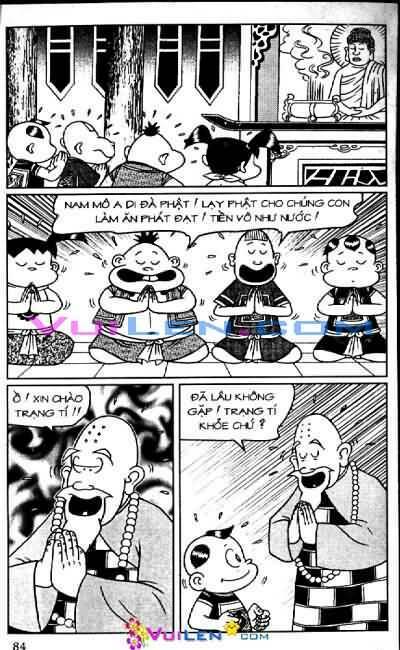 NAM MÔ A DI ĐÀ PHẬT! LẠY PHẬT CHO CHÚNG CON
LÀM ĂN PHÁT ĐẠT! TIỀN VÔ NHƯ NƯỚC!
VUILEN.COM
Ồ! XIN CHÀO
TRẠNG TÍ!!
ĐÃ LÂU KHÔNG
GẶP! TRẠNG TÍ
KHỎE CHỨ?
84
VUILEN.COM